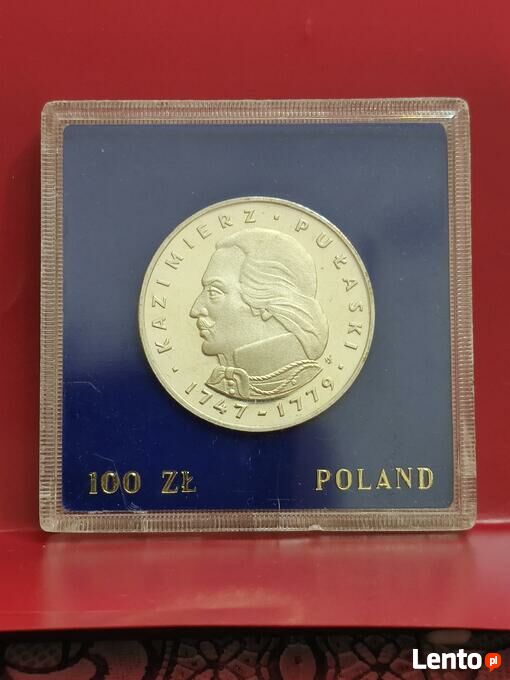 KAZIMIERZ · PUŁASKI
1747 - 1779
100 ZŁ POLAND
Lento pl